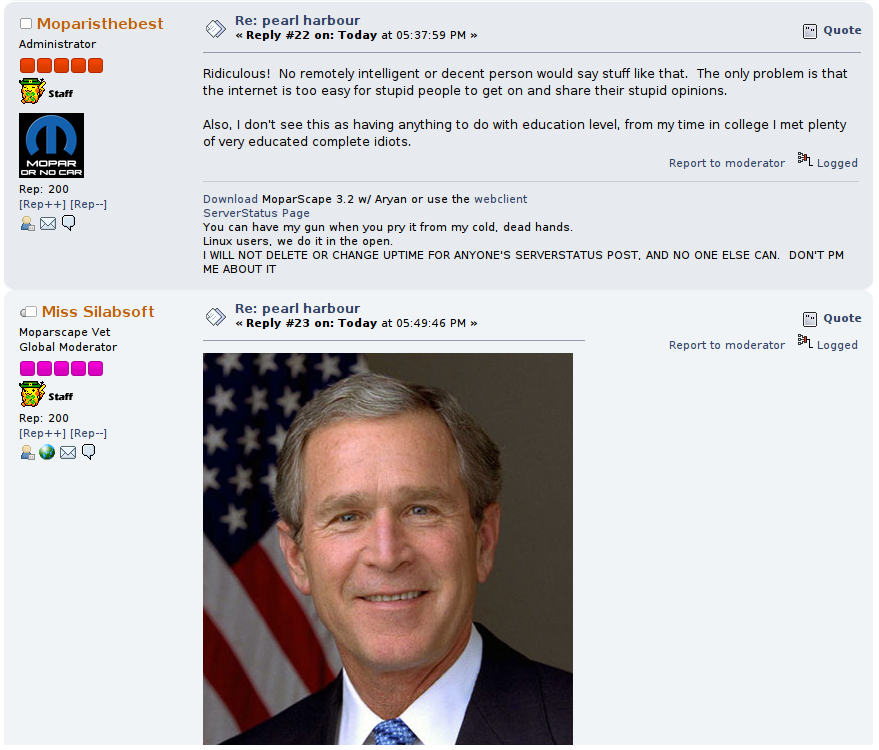 Moparisthebest
Administrator
Staff
MOPAR
OR NO CAR
Rep: 200
[Rep++] [Rep--]
Re: pearl harbour
« Reply #22 on: Today at 05:37:59 PM »
Quote
Ridiculous!  No remotely intelligent or decent person would say stuff like that.  The only problem is that
the internet is too easy for stupid people to get on and share their stupid opinions.
Also, I don't see this as having anything to do with education level, from my time in college I met plenty
of very educated complete idiots.
Report to moderator Logged
Download MoparScape 3.2 w/ Aryan or use the webclient
ServerStatus Page
You can have my gun when you pry it from my cold, dead hands.
Linux users, we do it in the open.
I WILL NOT DELETE OR CHANGE UPTIME FOR ANYONE'S SERVERSTATUS POST, AND NO ONE ELSE CAN.  DON'T PM
ME ABOUT IT
Miss Silabsoft
Moparscape Vet
Global Moderator
Staff
Rep: 200
[Rep++] [Rep--]
Re: pearl harbour
« Reply #23 on: Today at 05:49:46 PM »
Quote
Report to moderator Logged